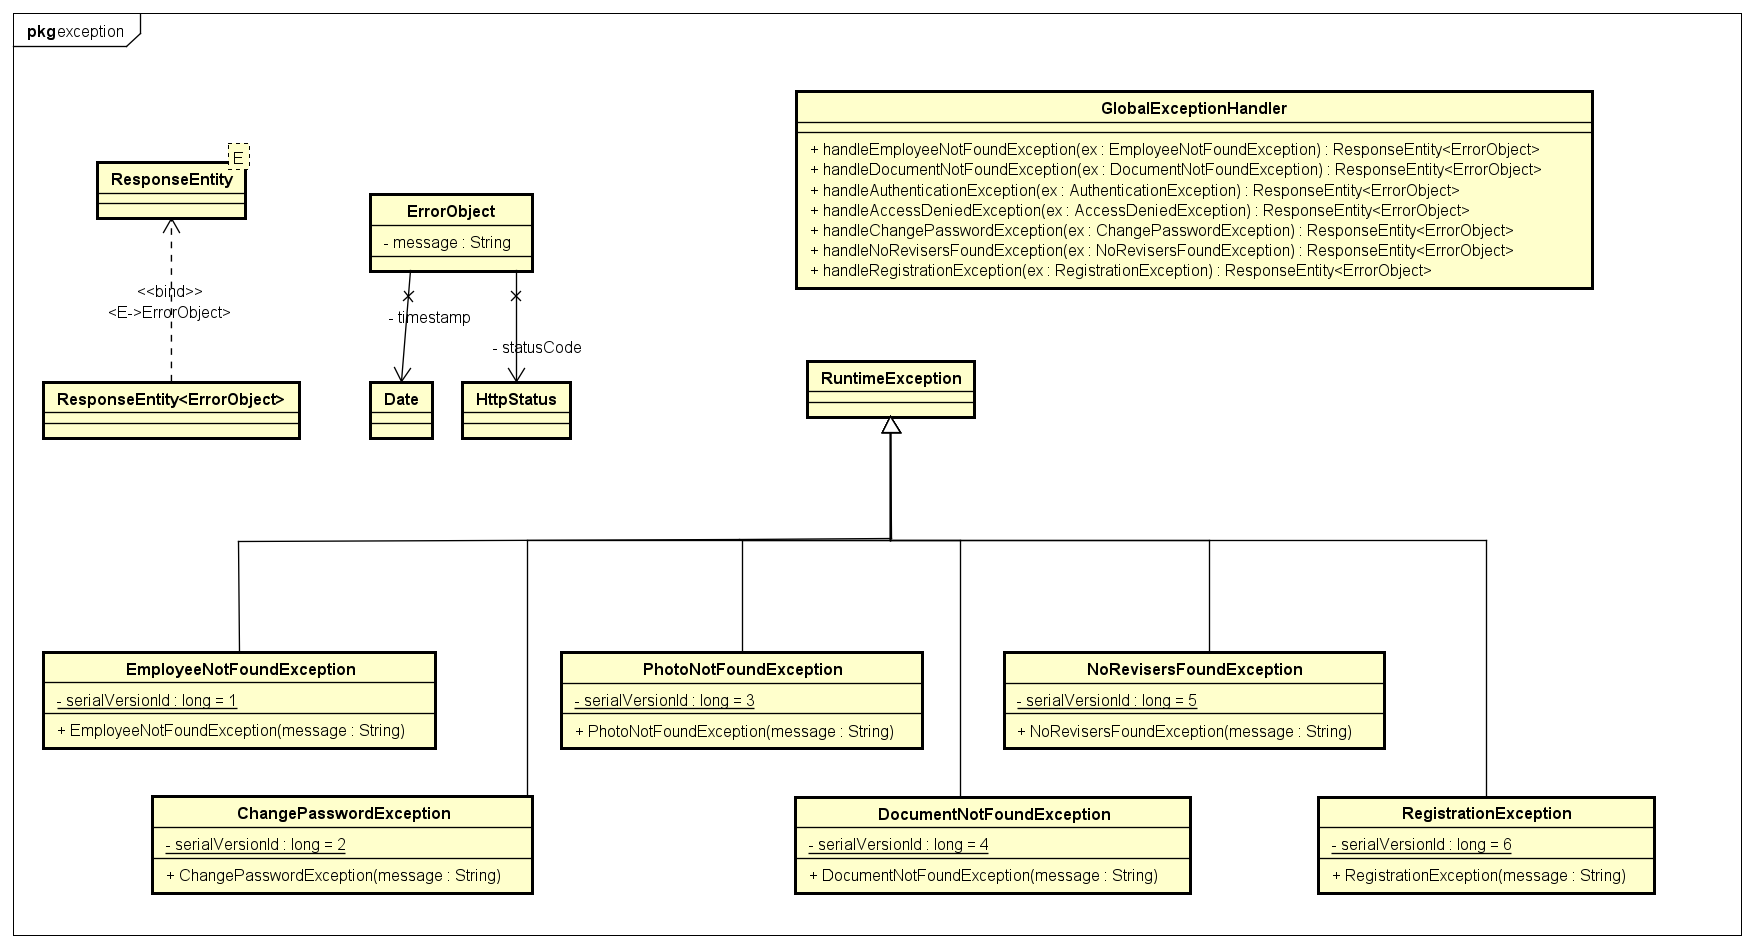 pkg exception
GlobalExceptionHandler
+ handleEmployeeNotFoundException(ex : EmployeeNotFoundException) : ResponseEntity<ErrorObject>
+ handleDocumentNotFoundException(ex : DocumentNotFoundException) : ResponseEntity<ErrorObject>
+ handleAuthenticationException(ex : AuthenticationException) : ResponseEntity<ErrorObject>
+ handleAccessDeniedException(ex : AccessDeniedException) : ResponseEntity<ErrorObject>
+ handleChangePasswordException(ex : ChangePasswordException) : ResponseEntity<ErrorObject>
+ handleNoRevisersFoundException(ex : NoRevisersFoundException) : ResponseEntity<ErrorObject>
+ handleRegistrationException(ex : RegistrationException) : ResponseEntity<ErrorObject>
E
ResponseEntity
<<bind>>
<E->ErrorObject>
ResponseEntity<ErrorObject>
ErrorObject
- message : String
- timestamp
- statusCode
Date
HttpStatus
RuntimeException
EmployeeNotFoundException
- serialVersionId : long = 1
+ EmployeeNotFoundException(message : String)
PhotoNotFoundException
- serialVersionId : long = 3
+ PhotoNotFoundException(message : String)
NoRevisersFoundException
- serialVersionId : long = 5
+ NoRevisersFoundException(message : String)
ChangePasswordException
- serialVersionId : long = 2
+ ChangePasswordException(message : String)
DocumentNotFoundException
- serialVersionId : long = 4
+ DocumentNotFoundException(message : String)
RegistrationException
- serialVersionId : long = 6
+ RegistrationException(message : String)